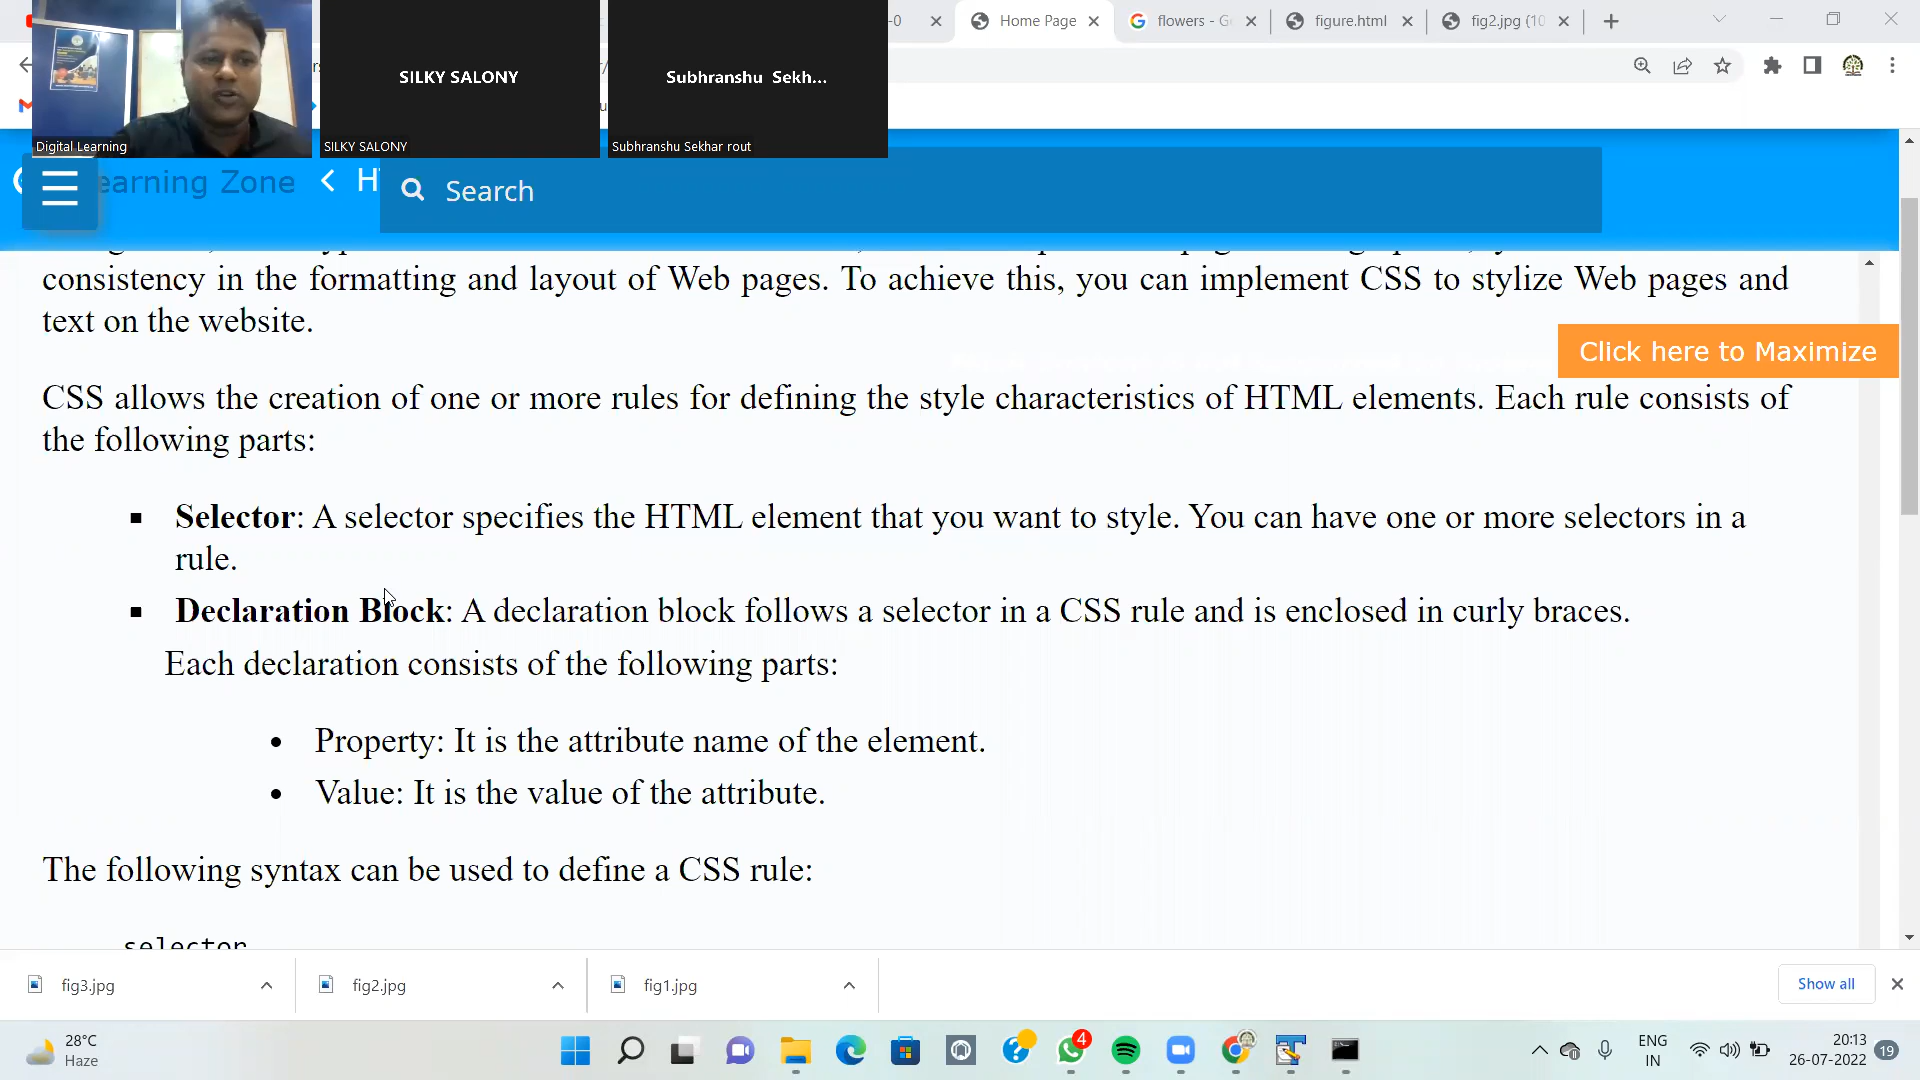 -0
Home Page
flowers - G
figure.html
fig2.jpg (10
SILKY SALONY
Subhranshu Sekh...
Digital Learning
SILKY SALONY
Subhranshu Sekhar rout
earning Zone
Search
consistency in the formatting and layout of Web pages. To achieve this, you can implement CSS to stylize Web pages and
text on the website.
Click here to Maximize
CSS allows the creation of one or more rules for defining the style characteristics of HTML elements. Each rule consists of
the following parts:
▪ Selector: A selector specifies the HTML element that you want to style. You can have one or more selectors in a
rule.
▪ Declaration Block: A declaration block follows a selector in a CSS rule and is enclosed in curly braces.
Each declaration consists of the following parts:
• Property: It is the attribute name of the element.
• Value: It is the value of the attribute.
The following syntax can be used to define a CSS rule:
selector
fig3.jpg
fig2.jpg
fig1.jpg
Show all
28°C
Haze
4
ENG
IN
20:13
26-07-2022
19